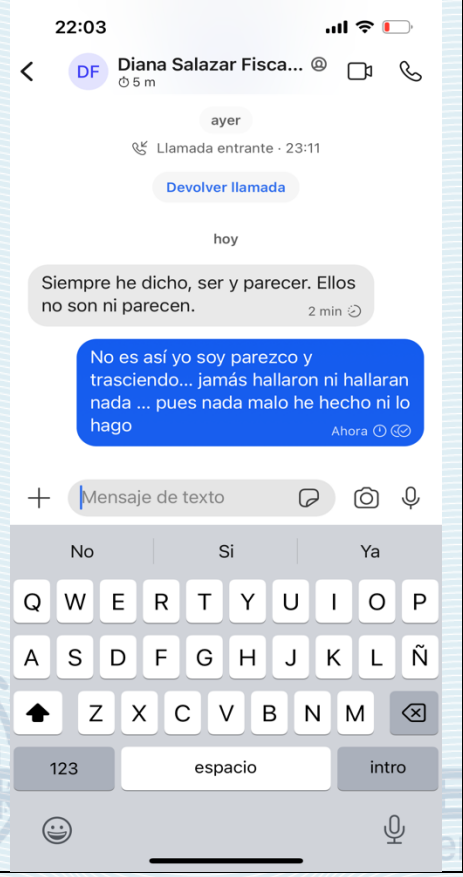 22:03
DF
Diana Salazar Fisca...
5 m
ayer
Llamada entrante · 23:11
Devolver llamada
hoy
Siempre he dicho, ser y parecer. Ellos
no son ni parecen.
2 min
No es así yo soy parezco y
trasciendo... jamás hallaron ni hallaran
nada ... pues nada malo he hecho ni lo
hago
Ahora
Mensaje de texto
No Si Ya
Q W E R T Y U I O P
A S D F G H J K L Ñ
Z X C V B N M
123 espacio intro